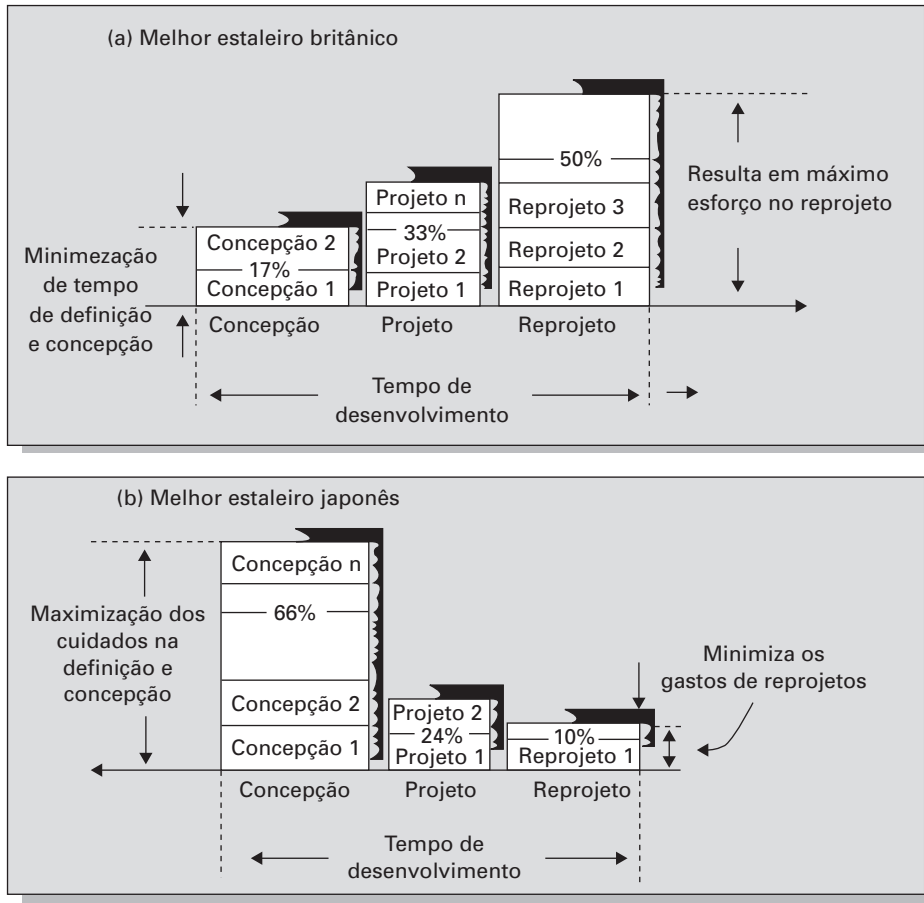 (a) Melhor estaleiro britânico
Minimezação
de tempo
de definição
e concepção
Concepção 2
17%
Concepção 1
Concepção
Projeto n
33%
Projeto 2
Projeto 1
Projeto
50%
Reprojeto 3
Reprojeto 2
Reprojeto 1
Reprojeto
Resulta em máximo
esforço no reprojeto
Tempo de
desenvolvimento
(b) Melhor estaleiro japonês
Maximização dos
cuidados na
definição e
concepção
Concepção n
66%
Concepção 2
Concepção 1
Concepção
Projeto 2
24%
Projeto 1
Projeto
10%
Reprojeto 1
Reprojeto
Minimiza os
gastos de reprojetos
Tempo de
desenvolvimento